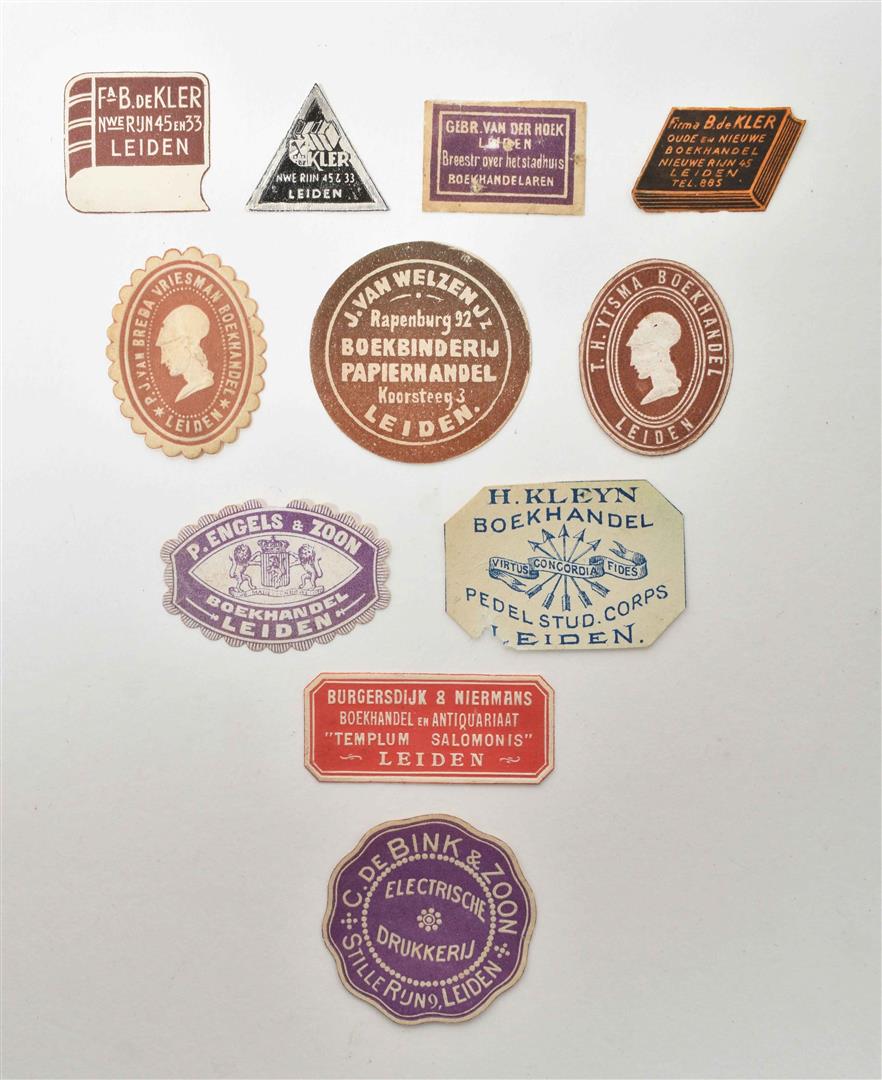 Fa B. de KLER
Nwe RIJN 45 EN 33
LEIDEN
de KLER
NWE RIJN 45 & 33
LEIDEN
GEBR. VAN DER HOEK
LEIDEN
Breestr over het stadhuis
BOEKHANDELAREN
Firma B. de KLER
OUDE EN NIEUWE
BOEKHANDEL
NIEUWE RIJN 45
LEIDEN
TEL. 885
P.J. VAN BREDA VRIESMAN BOEKHANDEL
LEIDEN
J. VAN WELZEN Jz
Rapenburg 92
BOEKBINDERIJ
PAPIERHANDEL
Koorsteeg 3
LEIDEN.
T. H. YTSMA BOEKHANDEL
LEIDEN
P. ENGELS & ZOON
BOEKHANDEL
LEIDEN
H. KLEYN
BOEKHANDEL
VIRTUS CONCORDIA FIDES
PEDEL STUD. CORPS
LEIDEN.
BURGERSDIJK & NIERMANS
BOEKHANDEL EN ANTIQUARIAAT
"TEMPLUM SALOMONIS"
LEIDEN
C. DE BINK & ZOON
ELECTRISCHE
DRUKKERIJ
STILLE RIJN 9, LEIDEN